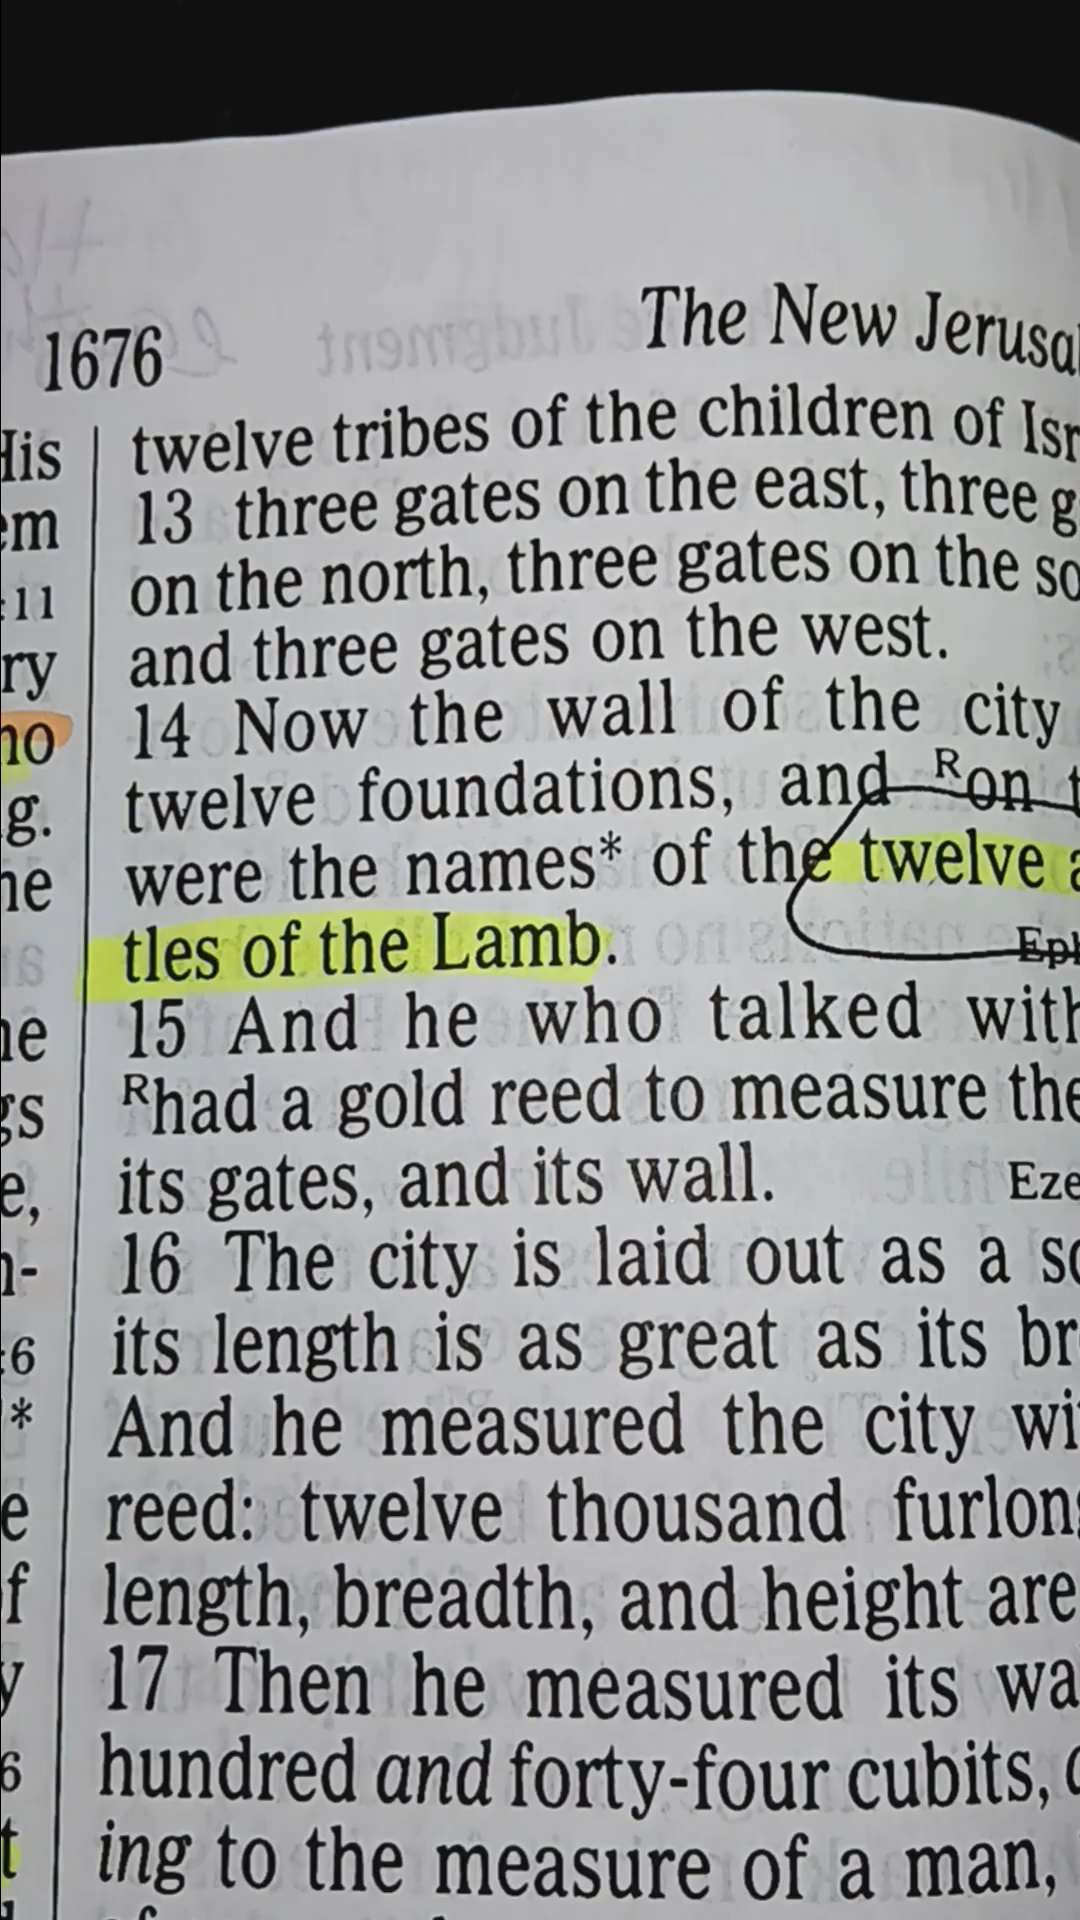 1676
The New Jerusal
twelve tribes of the children of Isr
13 three gates on the east, three g
on the north, three gates on the so
and three gates on the west.
14 Now the wall of the city
twelve foundations, and Ron t
were the names* of the twelve a
tles of the Lamb.
Eph
15 And he who talked with
Rhad a gold reed to measure the
its gates, and its wall.
Eze
16 The city is laid out as a sq
its length is as great as its br
And he measured the city wi
reed: twelve thousand furlong
length, breadth, and height are
17 Then he measured its wa
hundred and forty-four cubits,
ing to the measure of a man,